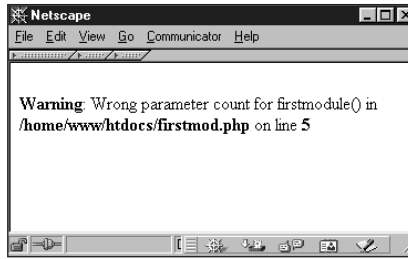 Netscape
File Edit View Go Communicator Help
Warning: Wrong parameter count for firstmodule() in
/home/www/htdocs/firstmod.php on line 5